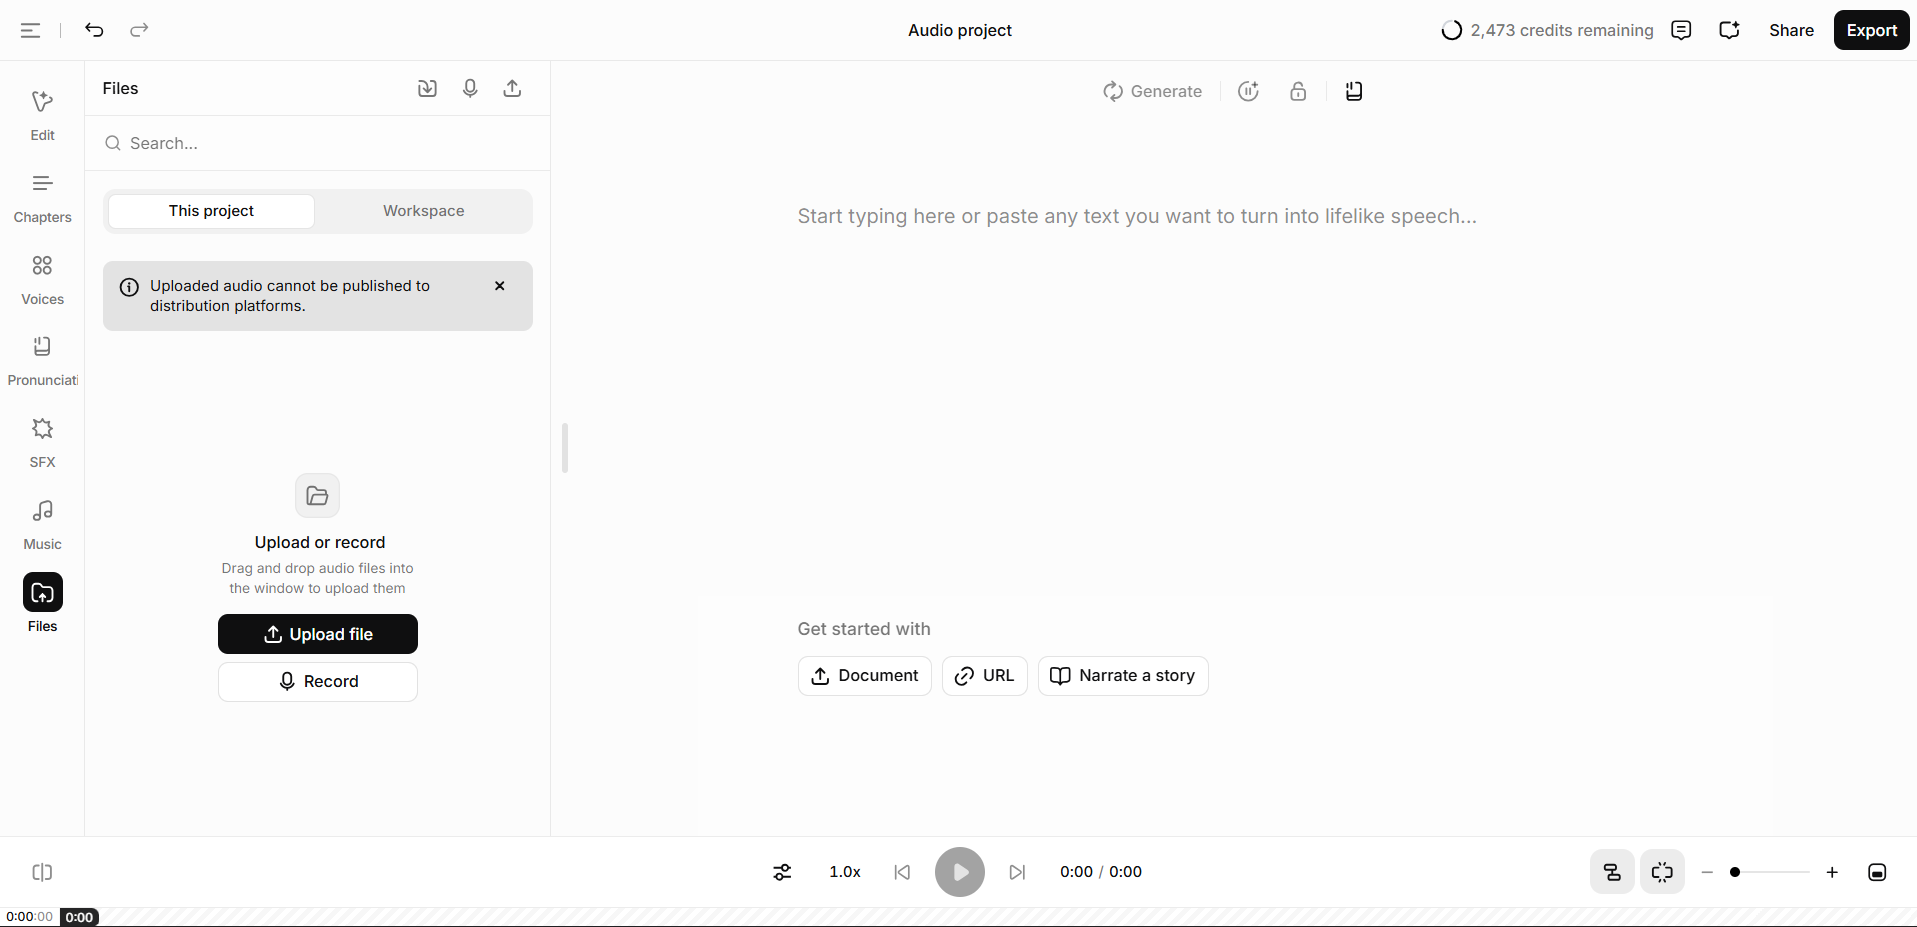 Audio project
2,473 credits remaining
Share
Export
Edit
Chapters
Voices
Pronunciati
SFX
Music
Files
Files
Search...
This project
Workspace
Uploaded audio cannot be published to
distribution platforms.
Upload or record
Drag and drop audio files into
the window to upload them
Upload file
Record
Generate
Start typing here or paste any text you want to turn into lifelike speech...
Get started with
Document
URL
Narrate a story
1.0x
0:00 / 0:00
0:00:00
0:00